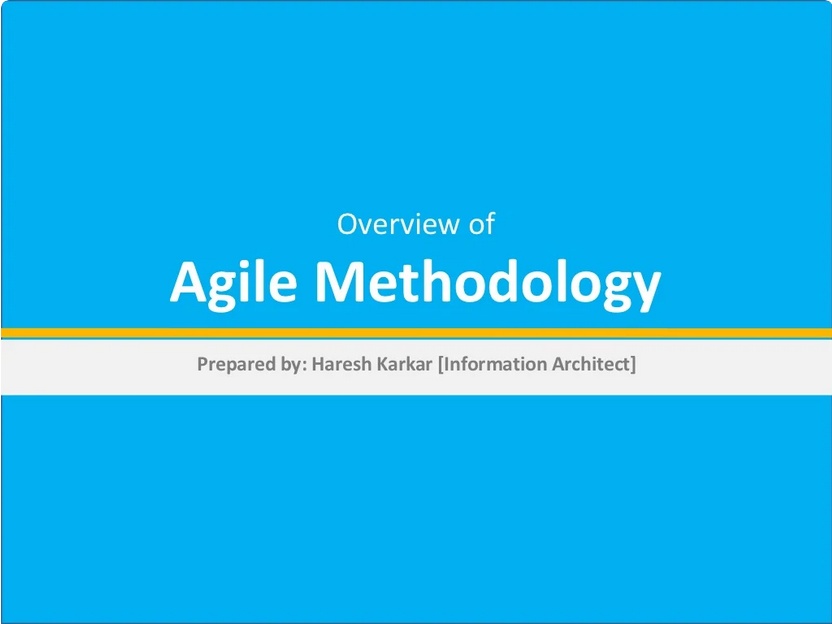 Overview of
Agile Methodology
Prepared by: Haresh Karkar [Information Architect]